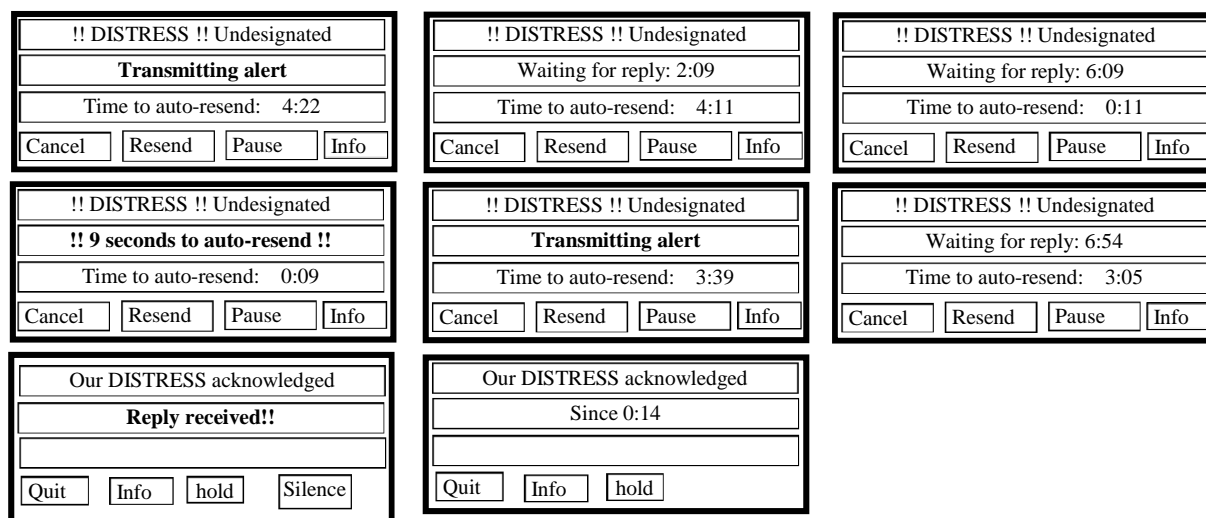 !! DISTRESS !! Undesignated
Transmitting alert
Time to auto-resend: 4:22
Cancel Resend Pause Info
!! DISTRESS !! Undesignated
Waiting for reply: 2:09
Time to auto-resend: 4:11
Cancel Resend Pause Info
!! DISTRESS !! Undesignated
Waiting for reply: 6:09
Time to auto-resend: 0:11
Cancel Resend Pause Info
!! DISTRESS !! Undesignated
!! 9 seconds to auto-resend !!
Time to auto-resend: 0:09
Cancel Resend Pause Info
!! DISTRESS !! Undesignated
Transmitting alert
Time to auto-resend: 3:39
Cancel Resend Pause Info
!! DISTRESS !! Undesignated
Waiting for reply: 6:54
Time to auto-resend: 3:05
Cancel Resend Pause Info
Our DISTRESS acknowledged
Reply received!!
Quit Info hold Silence
Our DISTRESS acknowledged
Since 0:14
Quit Info hold